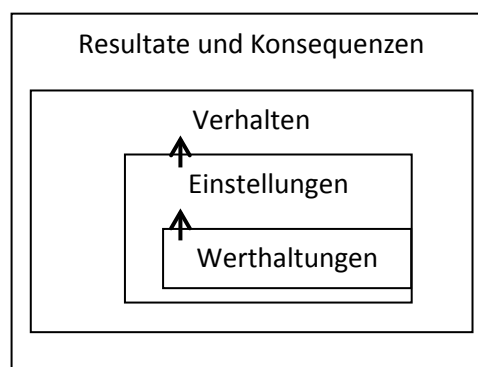 Resultate und Konsequenzen
Verhalten
Einstellungen
Werthaltungen